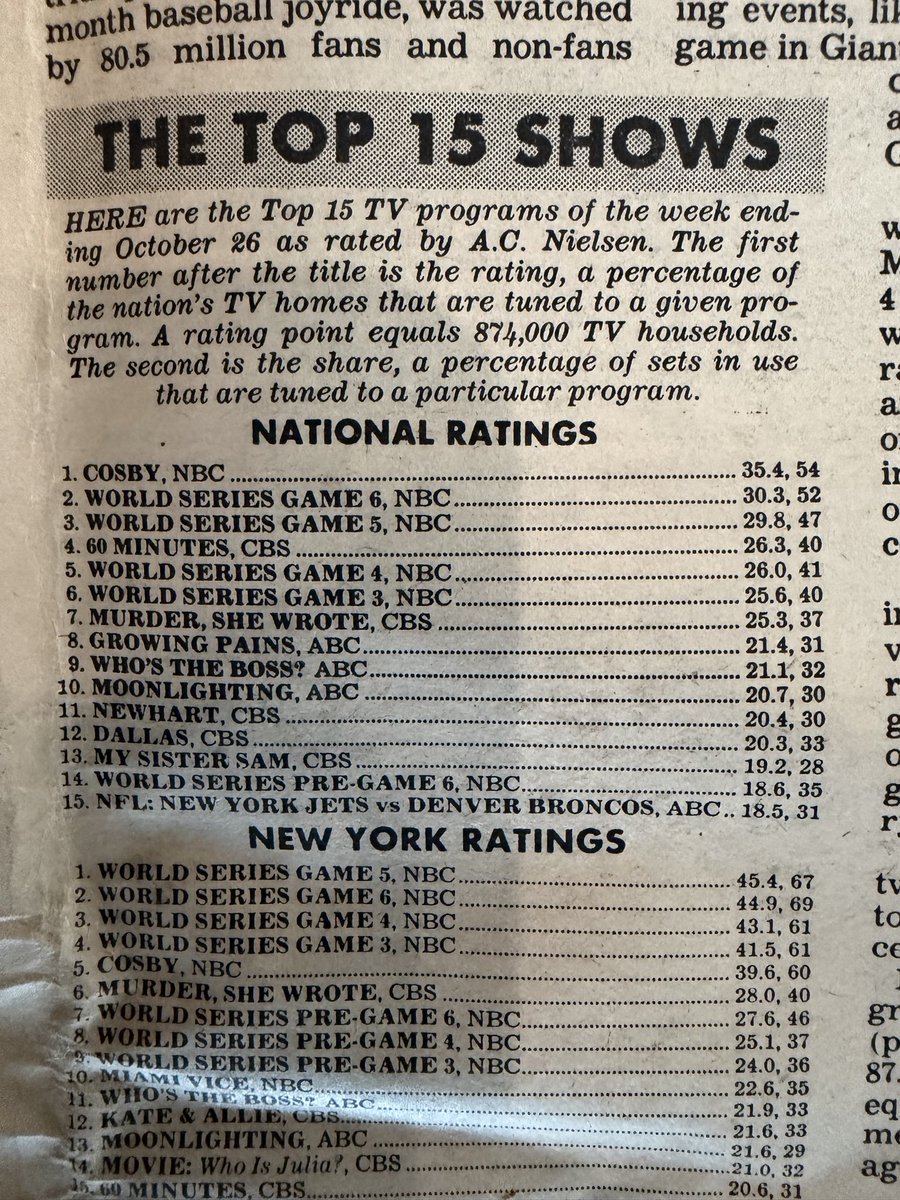 month baseball joyride, was watched
by 80.5 million fans and non-fans
ing events,
game in
THE TOP 15 SHOWS
HERE are the Top 15 TV programs of the week end-
ing October 26 as rated by A.C. Nielsen. The first
number after the title is the rating, a percentage of
the nation's TV homes that are tuned to a given pro-
gram. A rating point equals 874,000 TV households.
The second is the share, a percentage of sets in use
that are tuned to a particular program.
NATIONAL RATINGS
1. COSBY, NBC 35.4, 54
2. WORLD SERIES GAME 6, NBC 30.3, 52
3. WORLD SERIES GAME 5, NBC 29.8, 47
4. 60 MINUTES, CBS 26.3, 40
5. WORLD SERIES GAME 4, NBC 26.0, 41
6. WORLD SERIES GAME 3, NBC 25.6, 40
7. MURDER, SHE WROTE, CBS 25.3, 37
8. GROWING PAINS, ABC 21.4, 31
9. WHO'S THE BOSS? ABC 21.1, 32
10. MOONLIGHTING, ABC 20.7, 30
11. NEWHART, CBS 20.4, 30
12. DALLAS, CBS 20.3, 33
13. MY SISTER SAM, CBS 19.2, 28
14. WORLD SERIES PRE-GAME 6, NBC 18.6, 35
15. NFL: NEW YORK JETS vs DENVER BRONCOS, ABC.. 18.5, 31
NEW YORK RATINGS
1. WORLD SERIES GAME 5, NBC 45.4, 67
2. WORLD SERIES GAME 6, NBC 44.9, 69
3. WORLD SERIES GAME 4, NBC 43.1, 61
4. WORLD SERIES GAME 3, NBC 41.5, 61
5. COSBY, NBC 39.6, 60
6. MURDER, SHE WROTE, CBS 28.0, 40
7. WORLD SERIES PRE-GAME 6, NBC 27.6, 46
8. WORLD SERIES PRE-GAME 4, NBC 25.1, 37
9. WORLD SERIES PRE-GAME 3, NBC 24.0, 36
10. MIAMI VICE, NBC 22.6, 35
11. WHO'S THE BOSS? ABC 21.9, 33
12. KATE & ALLIE, CBS 21.6, 33
13. MOONLIGHTING, ABC 21.6, 29
14. MOVIE: Who Is Julia?, CBS 21.0, 32
15. 60 MINUTES, CBS 20.6, 31